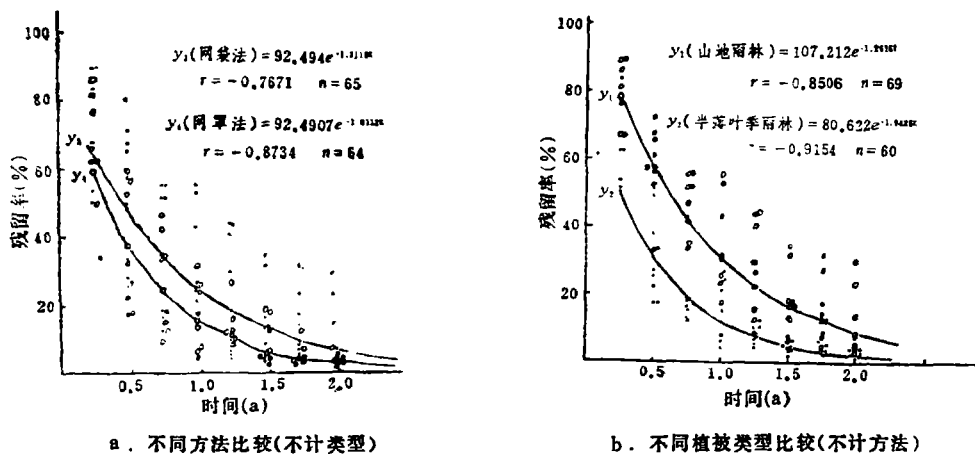 100
80
60
40
20
残留率(%)
y₃(网袋法)=92.494e
r=-0.7671 n=65
y₄(网罩法)=92.4907e
r=-0.8734 n=64
y₃
y₄
0.5 1.0 1.5 2.0
时间(a)
a．不同方法比较(不计类型)
100
80
60
40
20
残留率(%)
y₁(山地雨林)=107.212e
r=-0.8506 n=69
y₂(半落叶季雨林)=80.622e
-0.9154 n=60
y₁
y₂
0.5 1.0 1.5 2.0
时间(a)
b．不同植被类型比较(不计方法)